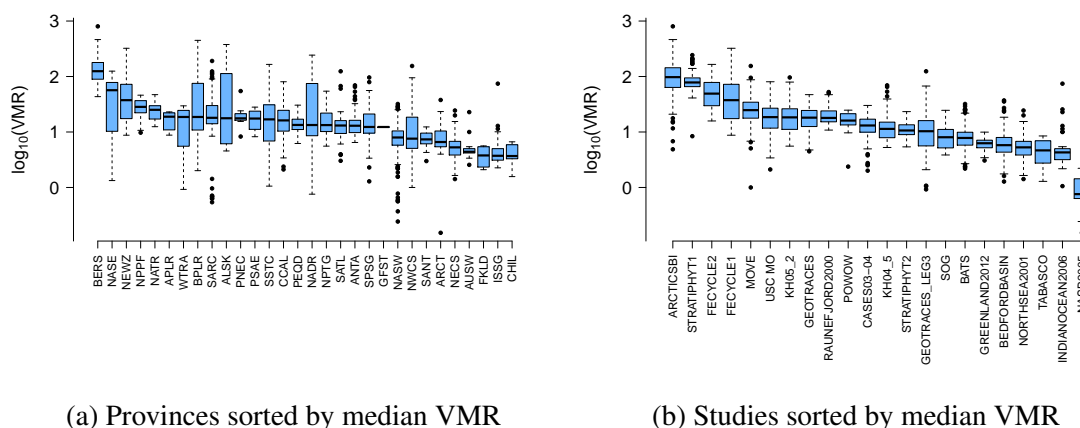 (a)
(b)
3
2
1
0
log10(VMR)
BERS
NASE
NEWZ
NPPF
NATR
APLR
WTRA
BPLR
SARC
ALSK
PNEC
PSAE
SSTC
CCAL
PEQD
NADR
NPTG
SATL
ANTA
SPSG
GFST
NASW
NWCS
SANT
ARCT
NECS
AUSW
FKLD
ISSG
CHIL
3
2
1
0
log10(VMR)
ARCTICSBI
STRATIPHYT1
FECYCLE2
FECYCLE1
MOVE
USC MO
KH05_2
GEOTRACES
RAUNEFJORD2000
POWOW
CASES03-04
KH04_5
STRATIPHYT2
GEOTRACES_LEG3
SOG
BATS
GREENLAND2012
BEDFORDBASIN
NORTHSEA2001
TABASCO
INDIANOCEAN2006
(a) Provinces sorted by median VMR
(b) Studies sorted by median VMR